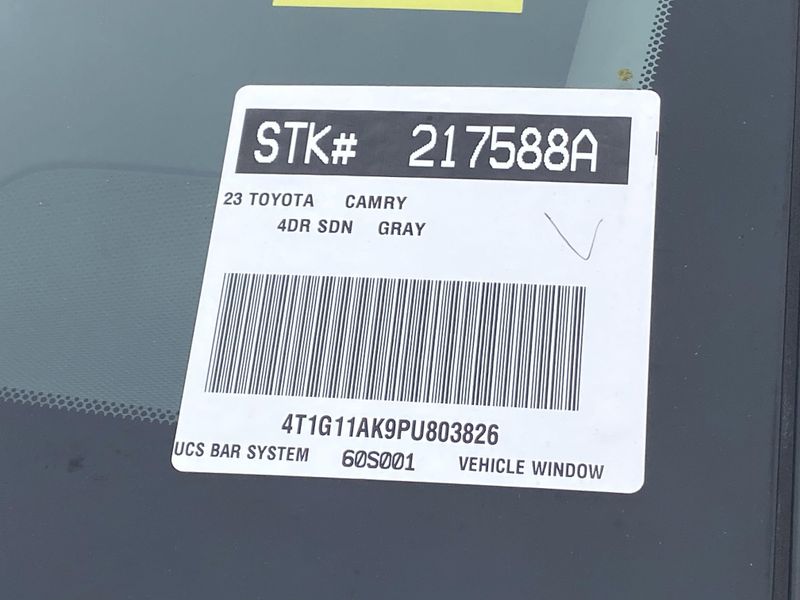 STK# 217588A
23 TOYOTA CAMRY
4DR SDN GRAY
4T1G11AK9PU803826
UCS BAR SYSTEM 60S001 VEHICLE WINDOW